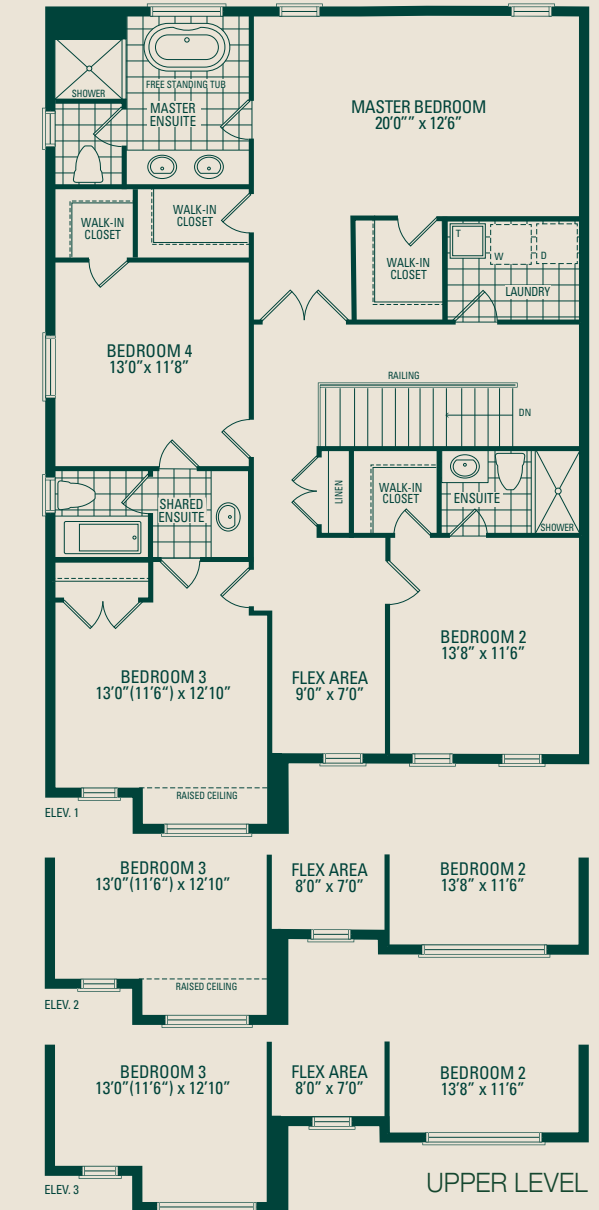 FREE STANDING TUB
SHOWER
MASTER
ENSUITE
MASTER BEDROOM
20’0”” x 12’6”
WALK-IN
CLOSET
WALK-IN
CLOSET
WALK-IN
CLOSET
T
W
D
LAUNDRY
BEDROOM 4
13’0”x 11’8”
RAILING
DN
SHARED
ENSUITE
LINEN
WALK-IN
CLOSET
ENSUITE
SHOWER
BEDROOM 3
13’0”(11’6“) x 12’10”
FLEX AREA
9’0” x 7’0”
BEDROOM 2
13’8” x 11’6”
RAISED CEILING
ELEV. 1
BEDROOM 3
13’0”(11’6“) x 12’10”
FLEX AREA
8’0” x 7’0”
BEDROOM 2
13’8” x 11’6”
RAISED CEILING
ELEV. 2
BEDROOM 3
13’0”(11’6“) x 12’10”
FLEX AREA
8’0” x 7’0”
BEDROOM 2
13’8” x 11’6”
ELEV. 3
UPPER LEVEL